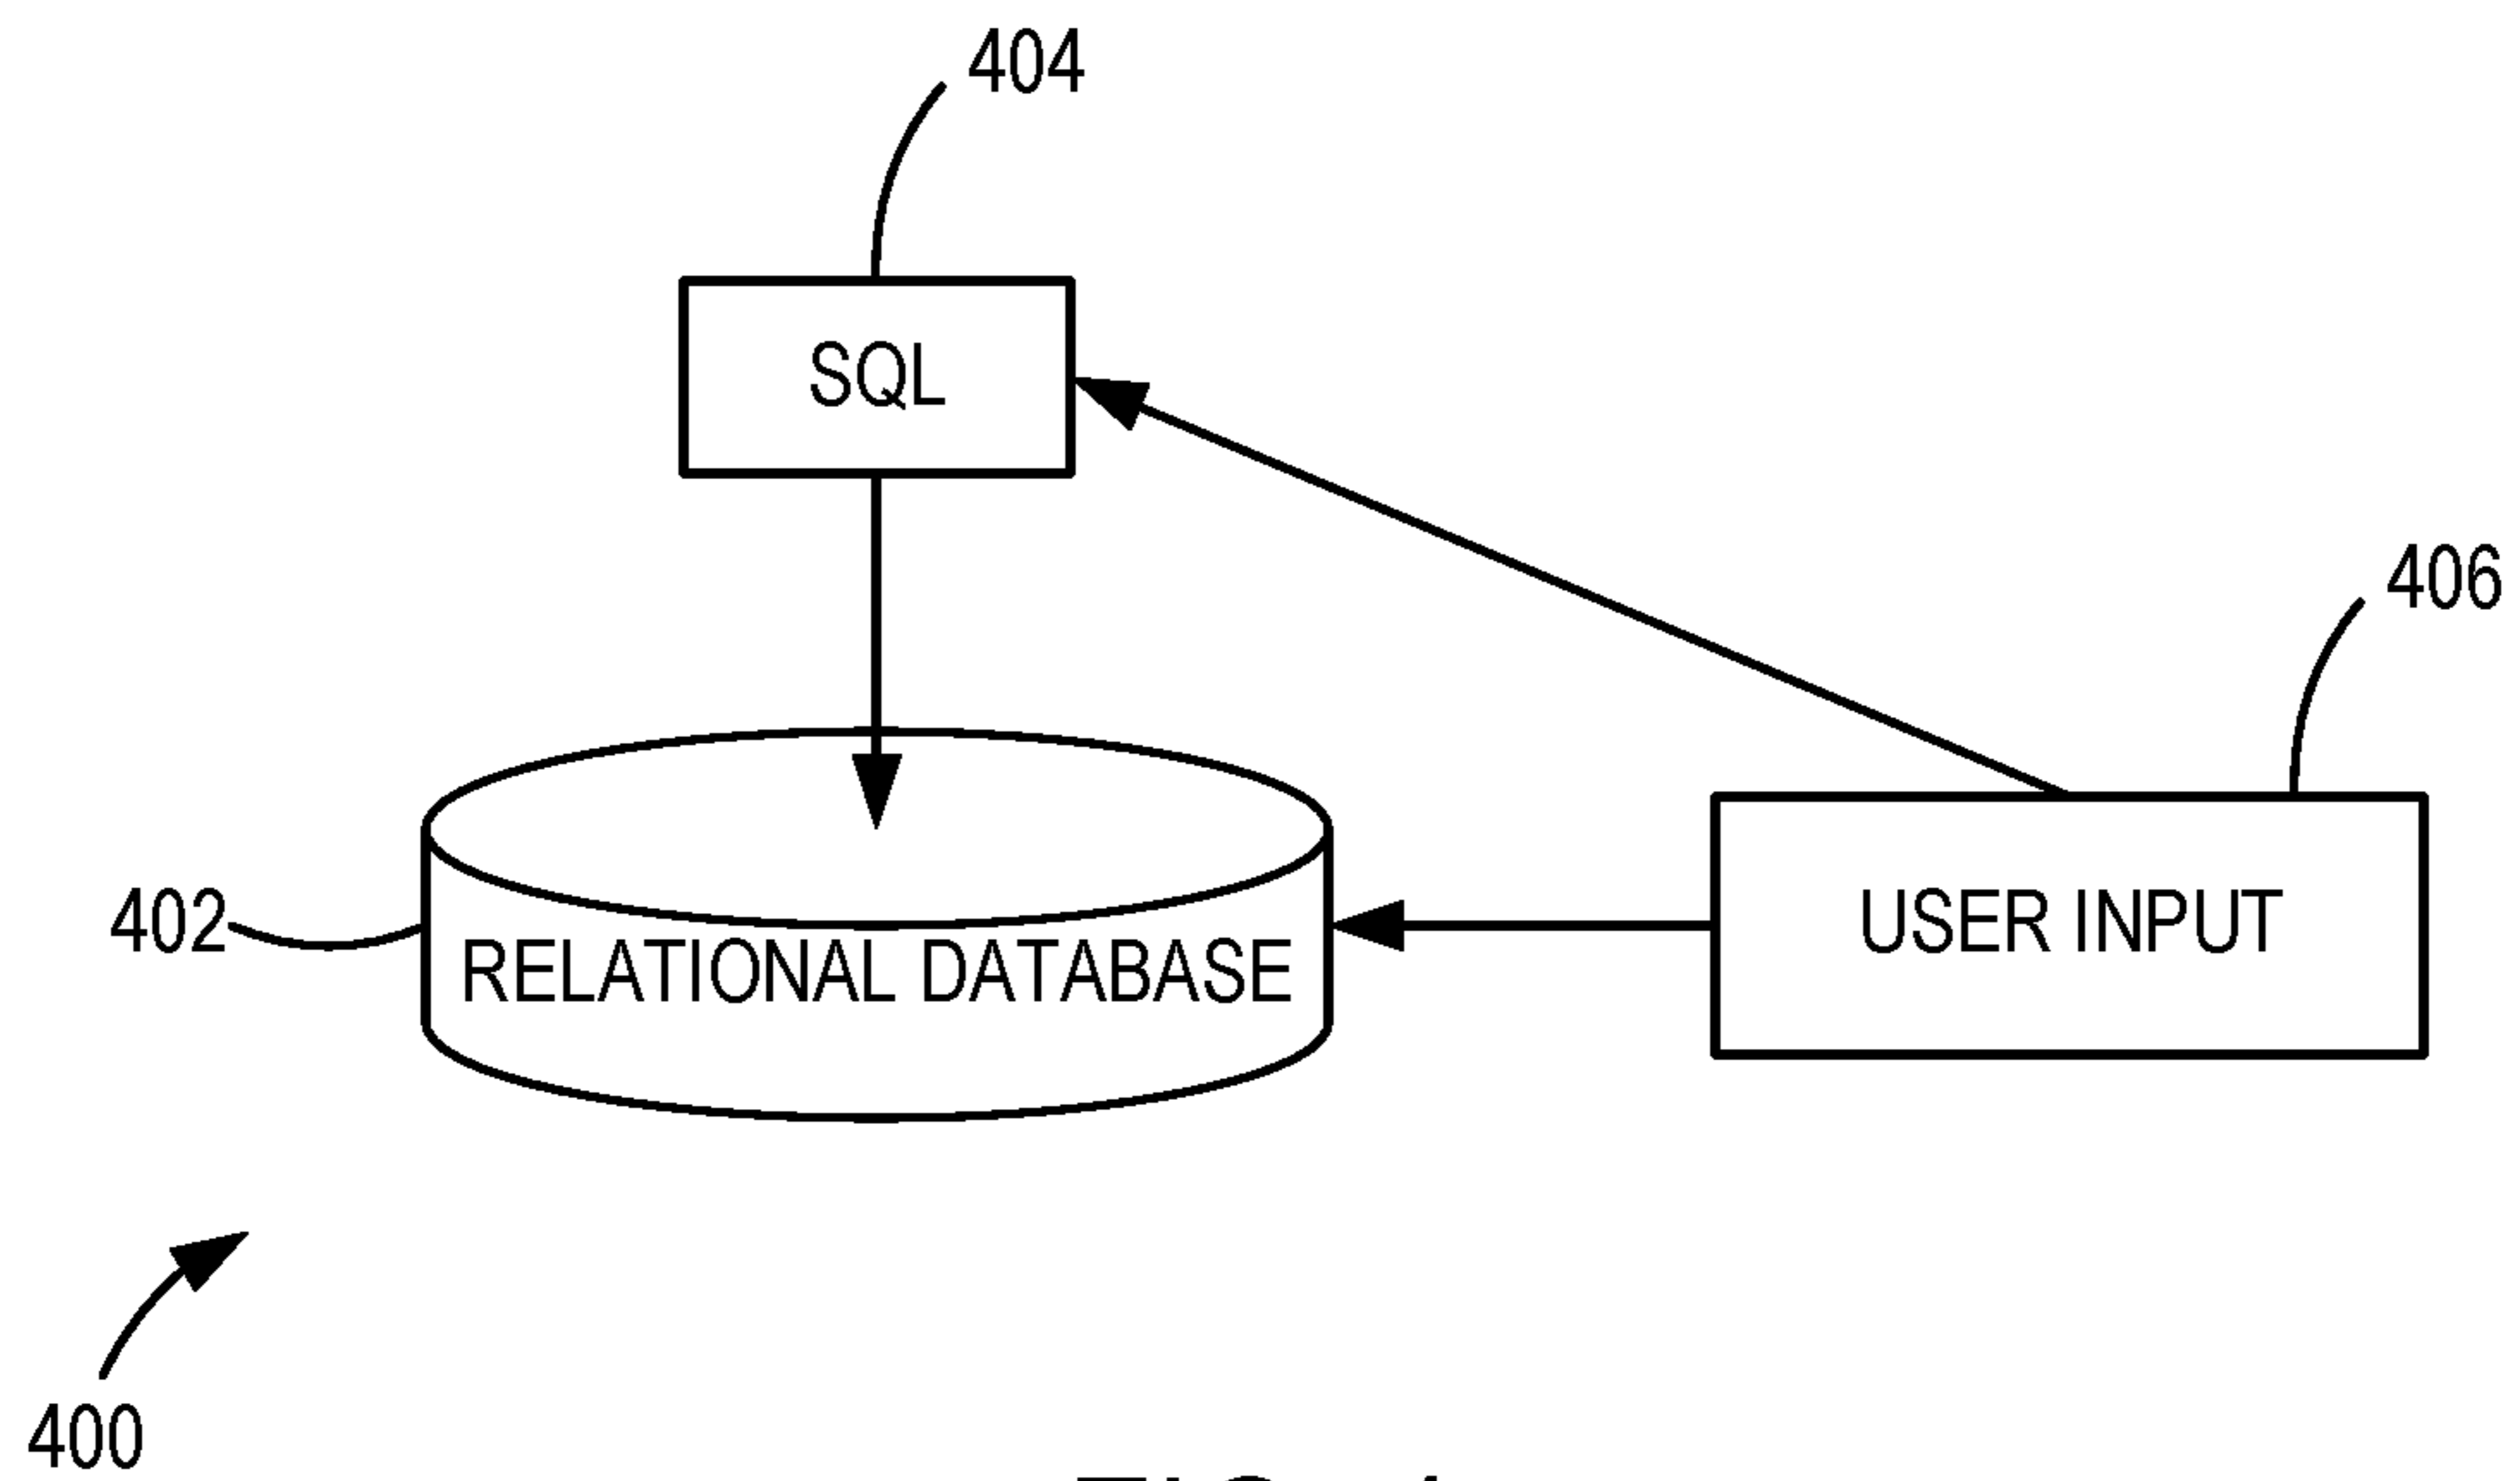 404
SQL
406
402
RELATIONAL DATABASE
USER INPUT
400